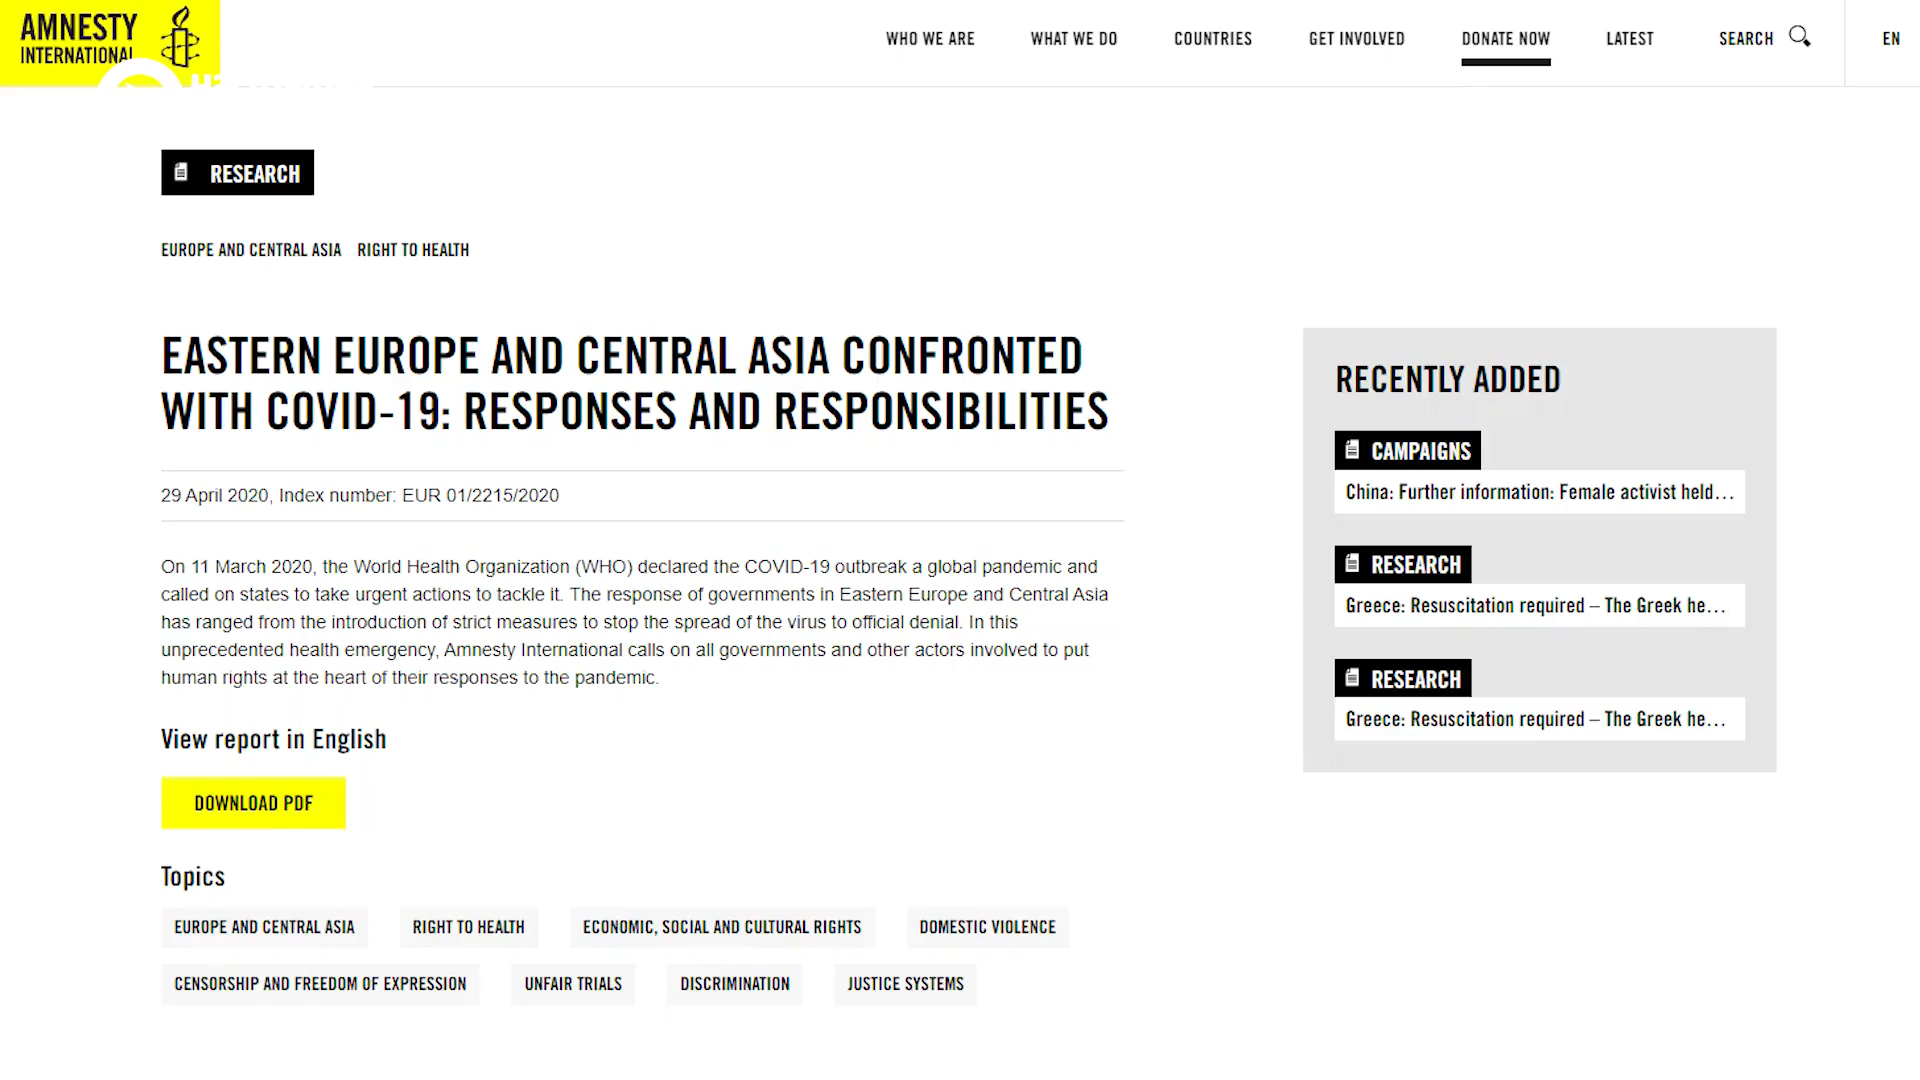 AMNESTY
INTERNATIONAL
WHO WE ARE
WHAT WE DO
COUNTRIES
GET INVOLVED
DONATE NOW
LATEST
SEARCH
EN
RESEARCH
EUROPE AND CENTRAL ASIA RIGHT TO HEALTH
EASTERN EUROPE AND CENTRAL ASIA CONFRONTED
WITH COVID-19: RESPONSES AND RESPONSIBILITIES
29 April 2020, Index number: EUR 01/2215/2020
On 11 March 2020, the World Health Organization (WHO) declared the COVID-19 outbreak a global pandemic and
called on states to take urgent actions to tackle it. The response of governments in Eastern Europe and Central Asia
has ranged from the introduction of strict measures to stop the spread of the virus to official denial. In this
unprecedented health emergency, Amnesty International calls on all governments and other actors involved to put
human rights at the heart of their responses to the pandemic.
View report in English
DOWNLOAD PDF
Topics
EUROPE AND CENTRAL ASIA
RIGHT TO HEALTH
ECONOMIC, SOCIAL AND CULTURAL RIGHTS
DOMESTIC VIOLENCE
CENSORSHIP AND FREEDOM OF EXPRESSION
UNFAIR TRIALS
DISCRIMINATION
JUSTICE SYSTEMS
RECENTLY ADDED
CAMPAIGNS
China: Further information: Female activist held…
RESEARCH
Greece: Resuscitation required – The Greek he…
RESEARCH
Greece: Resuscitation required – The Greek he…